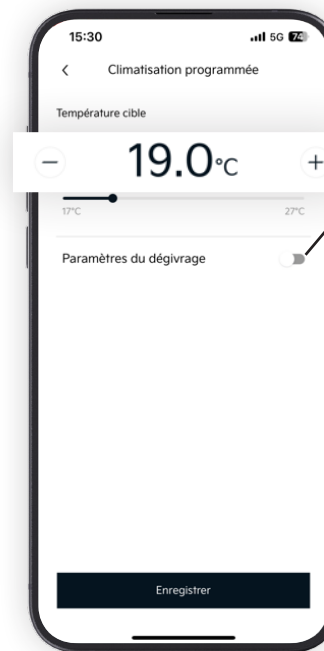 15:30 5G 74
Climatisation programmée
Température cible
− 19.0°C +
17°C 27°C
Paramètres du dégivrage
Enregistrer